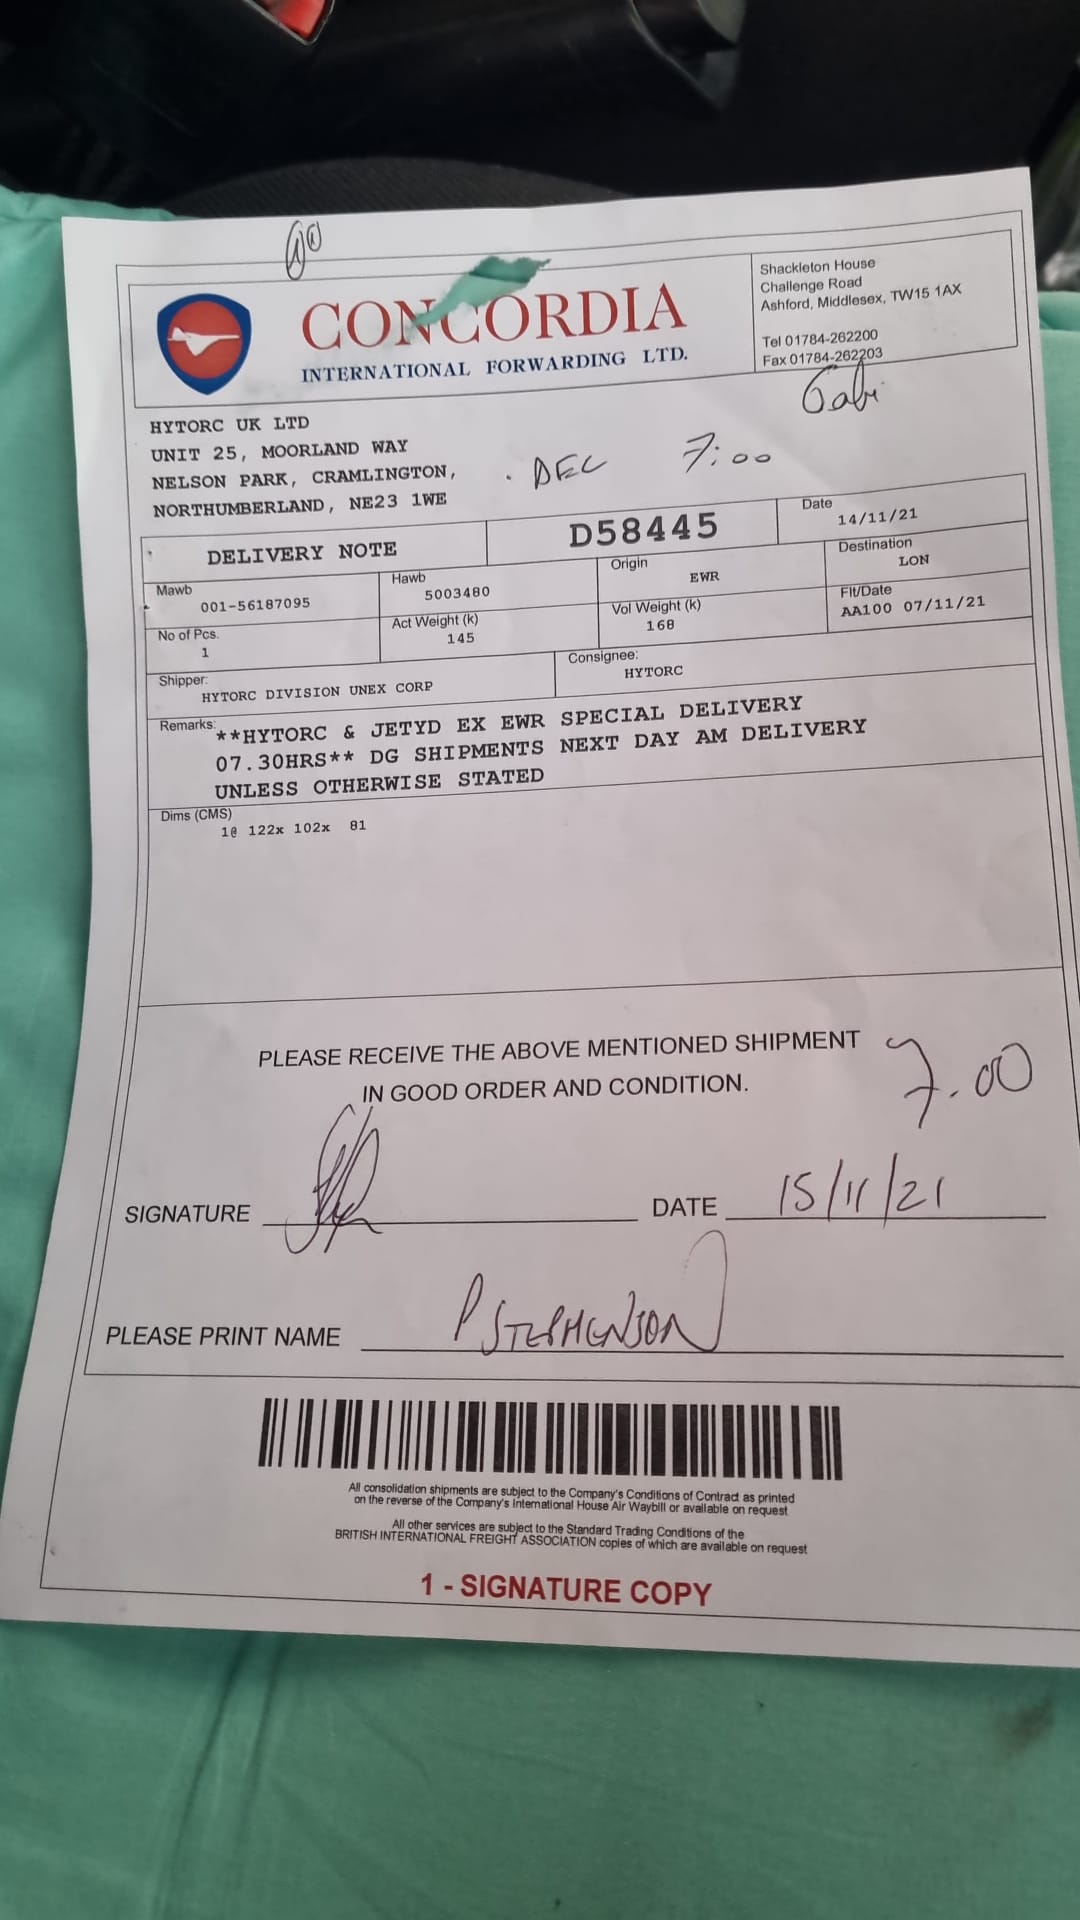 CONCORDIA
INTERNATIONAL FORWARDING LTD.
Shackleton House
Challenge Road
Ashford, Middlesex, TW15 1AX
Tel 01784-262200
Fax 01784-262203
Gabi
HYTORC UK LTD
UNIT 25, MOORLAND WAY
NELSON PARK, CRAMLINGTON,
NORTHUMBERLAND, NE23 1WE
DEC 7:00
DELIVERY NOTE
D58445
Date
14/11/21
Mawb
001-56187095
Hawb
5003480
Origin
EWR
Destination
LON
No of Pcs.
1
Act Weight (k)
145
Vol Weight (k)
168
Flt/Date
AA100 07/11/21
Shipper:
HYTORC DIVISION UNEX CORP
Consignee:
HYTORC
Remarks:
**HYTORC & JETYD EX EWR SPECIAL DELIVERY
07.30HRS** DG SHIPMENTS NEXT DAY AM DELIVERY
UNLESS OTHERWISE STATED
Dims (CMS)
1@ 122x 102x 81
PLEASE RECEIVE THE ABOVE MENTIONED SHIPMENT
IN GOOD ORDER AND CONDITION.
7.00
SIGNATURE
DATE 15/11/21
PLEASE PRINT NAME P STEPHENSON
All consolidation shipments are subject to the Company's Conditions of Contract as printed
on the reverse of the Company's International House Air Waybill or available on request
All other services are subject to the Standard Trading Conditions of the
BRITISH INTERNATIONAL FREIGHT ASSOCIATION copies of which are available on request
1 - SIGNATURE COPY